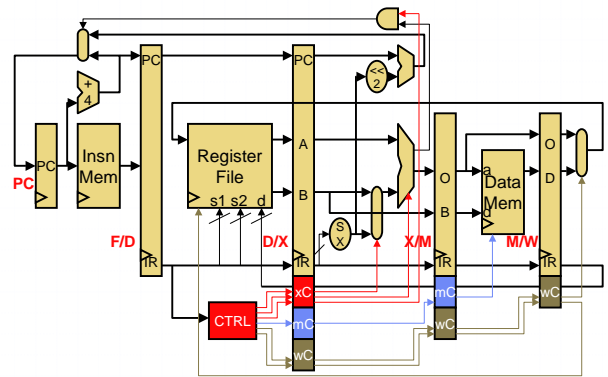 PC
PC
<<
2
+
4
PC
Insn
Mem
PC
Register
File
s1 s2 d
A
B
O
B
a
d
Data
Mem
O
D
S
X
F/D
D/X
X/M
M/W
IR
IR
IR
IR
CTRL
xC
mC
wC
mC
wC
wC